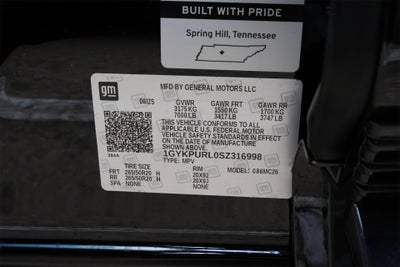 BUILT WITH PRIDE
Spring Hill, Tennessee
gm
MFD BY GENERAL MOTORS LLC
06/25 GVWR GAWR FRT GAWR RR
3175 KG 1550 KG 1700 KG
7000 LB 3417 LB 3747 LB
THIS VEHICLE CONFORMS TO ALL
APPLICABLE U.S. FEDERAL MOTOR
VEHICLE SAFETY STANDARDS IN EFFECT
ON THE DATE OF MANUFACTURE
SHOWN ABOVE.
1GYKPURL0SZ316998
TYPE: MPV MODEL: 6MC26
TIRE SIZE RIM
FRT 265/50R20 H 20X8J
RR 265/50R20 H 20X8J
SPA NONE NONE